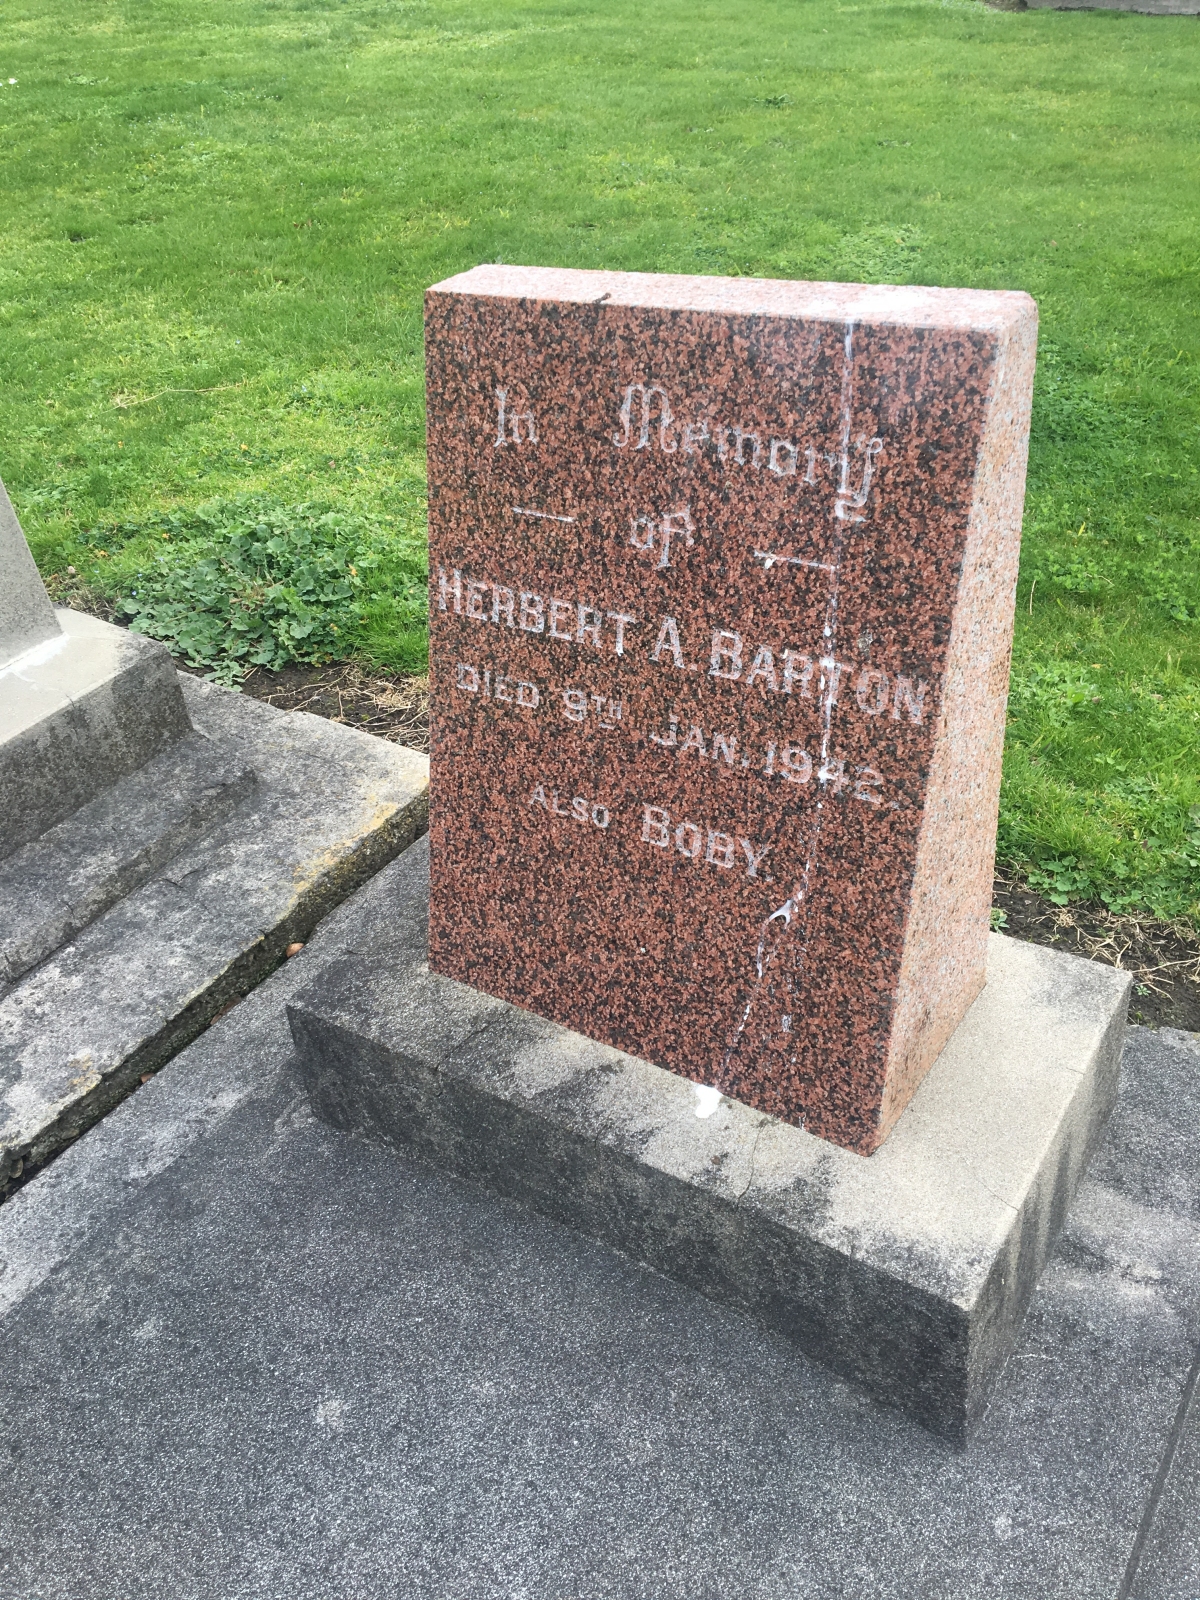 In Memory
— of —
HERBERT A. BARTON
DIED 9TH JAN. 1942.
ALSO BOBY.